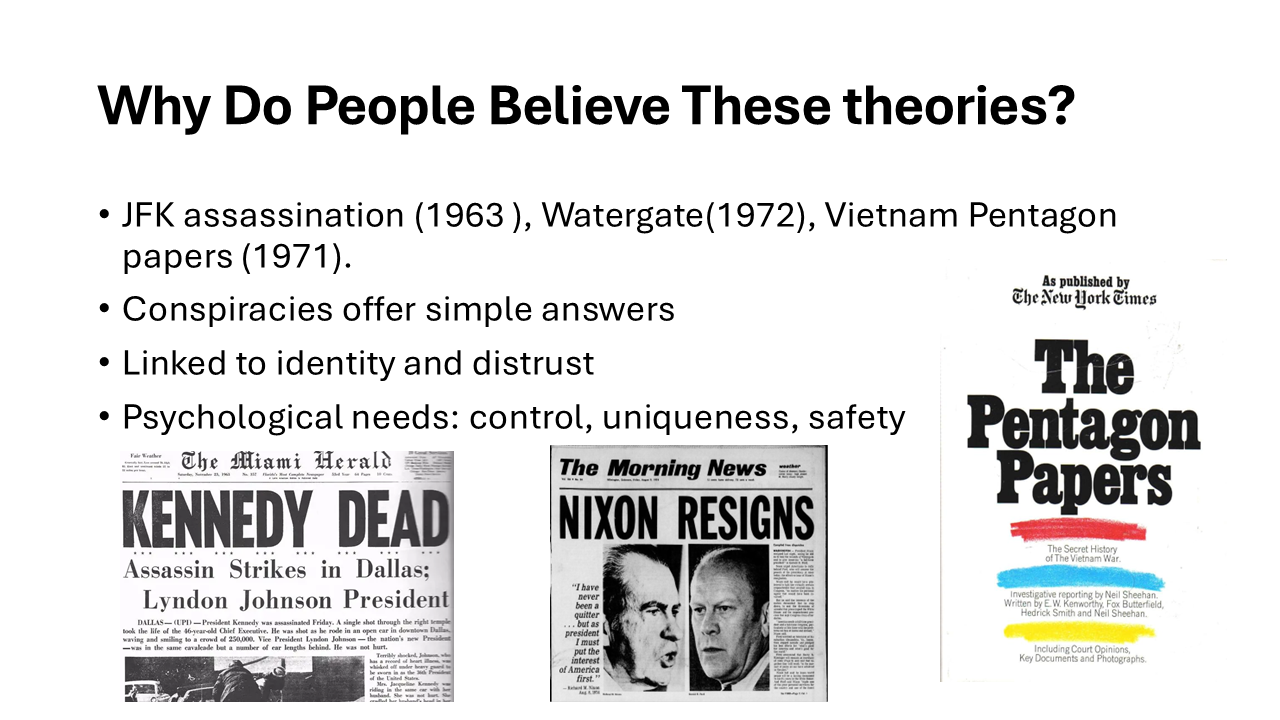 Why Do People Believe These theories?
• JFK assassination (1963 ), Watergate(1972), Vietnam Pentagon
papers (1971).
• Conspiracies offer simple answers
• Linked to identity and distrust
• Psychological needs: control, uniqueness, safety
Fair Weather
The Miami Herald
KENNEDY DEAD
Assassin Strikes in Dallas;
Lyndon Johnson President
DALLAS — (UPI) — President Kennedy was assassinated Friday. A single shot through the right temple
took the life of the 46-year-old Chief Executive. He was shot as he rode in an open car in downtown Dallas,
waving and smiling to a crowd of 250,000. Vice President Lyndon Johnson — the nation's new President
— was in the same cavalcade but a number of car lengths behind. He was not hurt.
Terribly shocked, Johnson, who
has a record of heart illness, was
whisked off under heavy guard to
be sworn in as the 36th President
of the United States.
Mrs. Jacqueline Kennedy was
riding in the same car with her
husband. She was not hurt. She
The Morning News
weather
NIXON RESIGNS
"I have
never
been a
quitter
. . . but as
president
I must
put the
interest
of America
first."
— Richard M. Nixon
As published by
The New York Times
The
Pentagon
Papers
The Secret History
of The Vietnam War.
Investigative reporting by Neil Sheehan.
Written by E. W. Kenworthy, Fox Butterfield,
Hedrick Smith and Neil Sheehan.
Including Court Opinions,
Key Documents and Photographs.